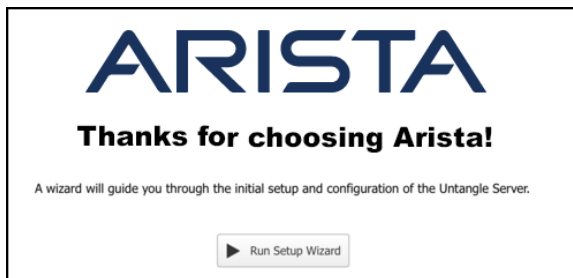 ARISTA
Thanks for choosing Arista!
A wizard will guide you through the initial setup and configuration of the Untangle Server.
Run Setup Wizard